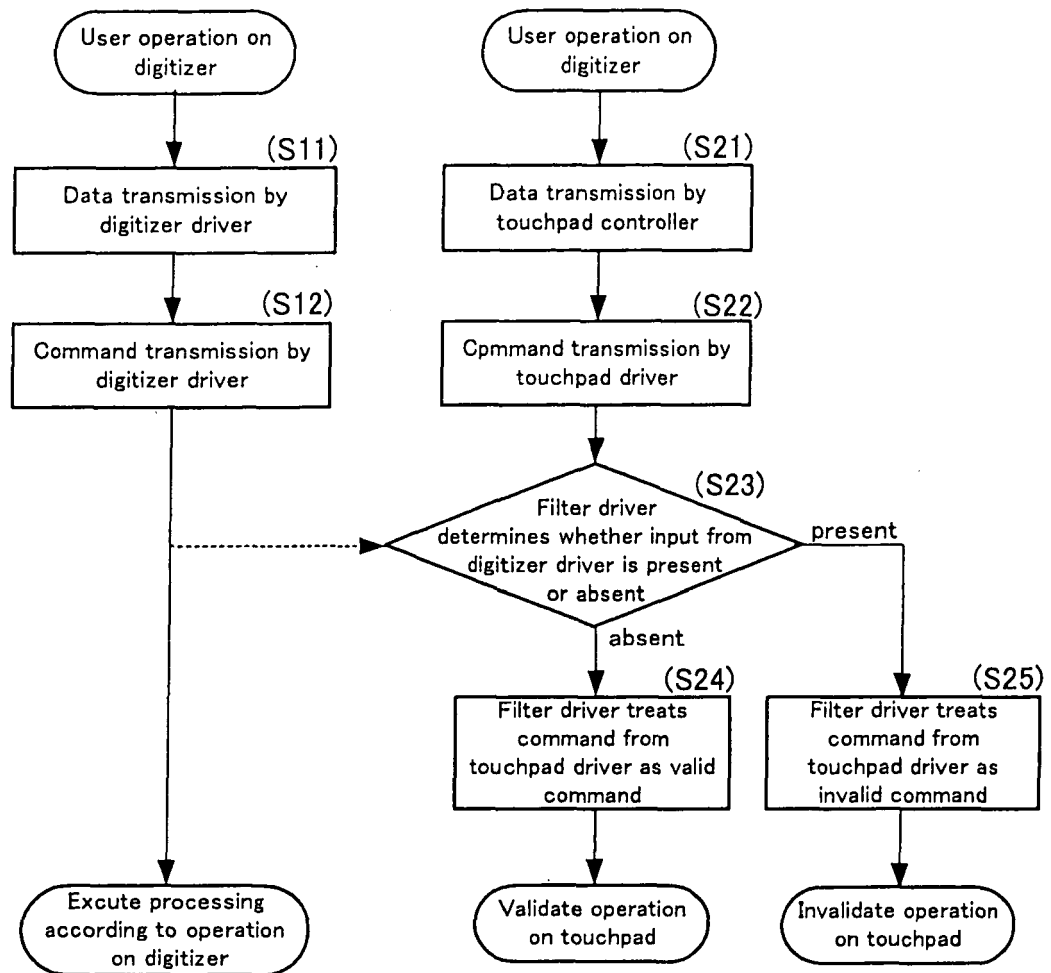 User operation on
digitizer
User operation on
digitizer
(S11)
Data transmission by
digitizer driver
(S21)
Data transmission by
touchpad controller
(S12)
Command transmission by
digitizer driver
(S22)
Cpmmand transmission by
touchpad driver
(S23)
Filter driver
determines whether input from
digitizer driver is present
or absent
present
absent
(S24)
Filter driver treats
command from
touchpad driver as valid
command
(S25)
Filter driver treats
command from
touchpad driver as
invalid command
Excute processing
according to operation
on digitizer
Validate operation
on touchpad
Invalidate operation
on touchpad